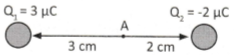 Q₁ = 3 μC Q₂ = -2 μC
A
3 cm 2 cm